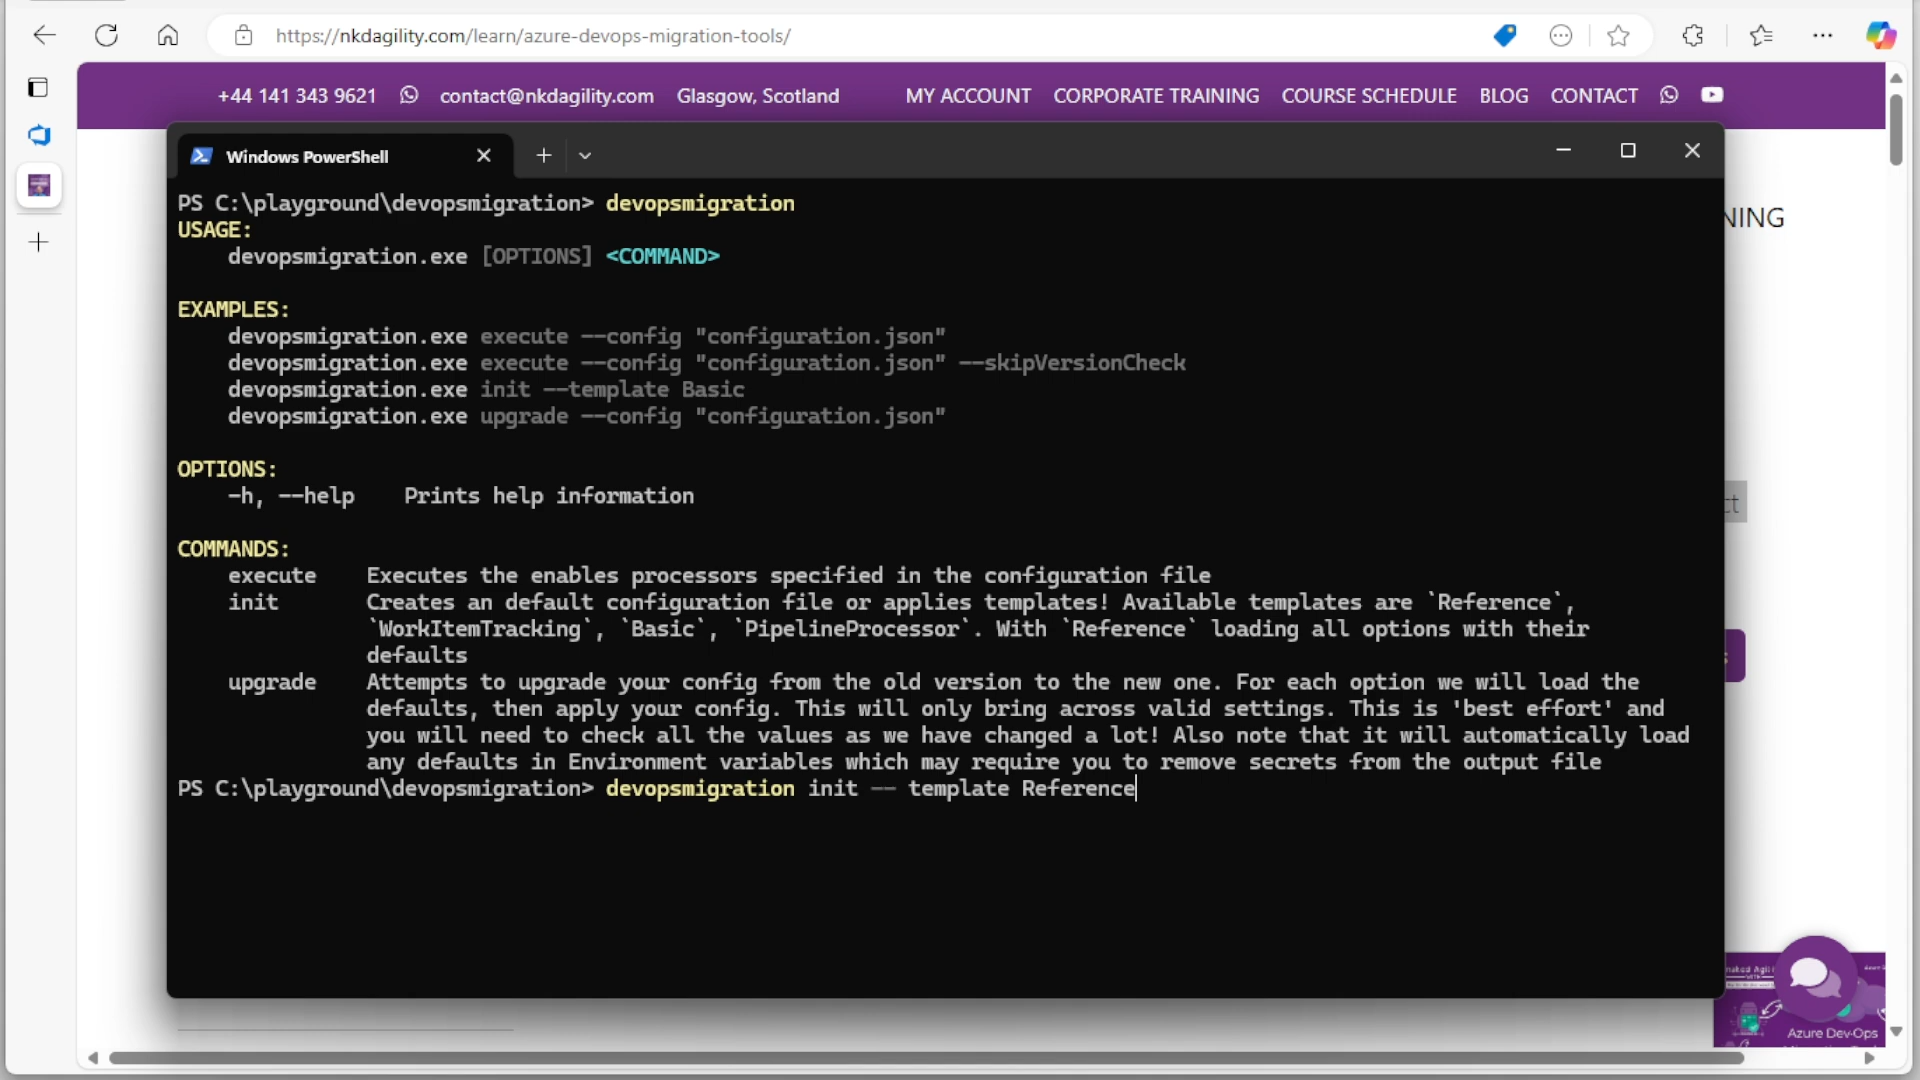 https://nkdagility.com/learn/azure-devops-migration-tools/
+44 141 343 9621 contact@nkdagility.com Glasgow, Scotland MY ACCOUNT CORPORATE TRAINING COURSE SCHEDULE BLOG CONTACT
Windows PowerShell
NING
PS C:\playground\devopsmigration> devopsmigration
USAGE:
devopsmigration.exe [OPTIONS] <COMMAND>
EXAMPLES:
devopsmigration.exe execute --config "configuration.json"
devopsmigration.exe execute --config "configuration.json" --skipVersionCheck
devopsmigration.exe init --template Basic
devopsmigration.exe upgrade --config "configuration.json"
OPTIONS:
-h, --help Prints help information
ct
COMMANDS:
execute Executes the enables processors specified in the configuration file
init Creates an default configuration file or applies templates! Available templates are `Reference`,
`WorkItemTracking`, `Basic`, `PipelineProcessor`. With `Reference` loading all options with their
defaults
s
upgrade Attempts to upgrade your config from the old version to the new one. For each option we will load the
defaults, then apply your config. This will only bring across valid settings. This is 'best effort' and
you will need to check all the values as we have changed a lot! Also note that it will automatically load
any defaults in Environment variables which may require you to remove secrets from the output file
PS C:\playground\devopsmigration> devopsmigration init -- template Reference
Azure Dev-Ops